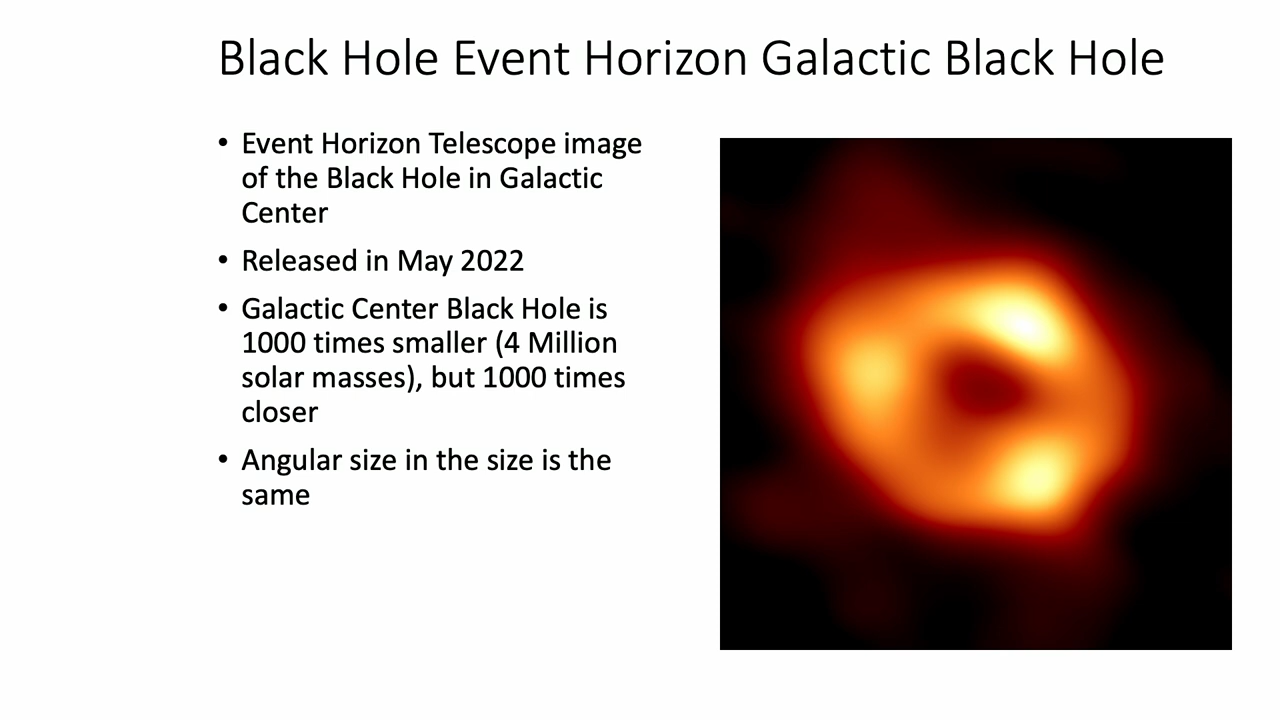 Black Hole Event Horizon Galactic Black Hole
• Event Horizon Telescope image
of the Black Hole in Galactic
Center
• Released in May 2022
• Galactic Center Black Hole is
1000 times smaller (4 Million
solar masses), but 1000 times
closer
• Angular size in the size is the
same